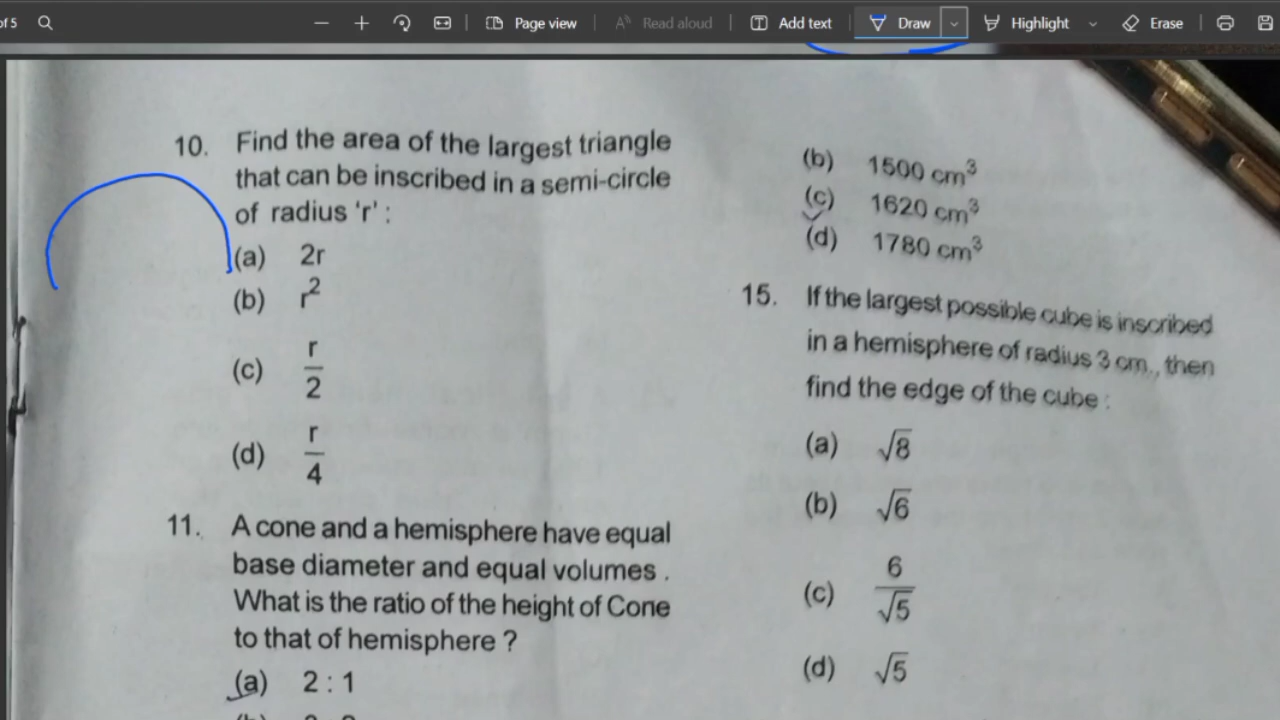 of 5
Page view
Read aloud
Add text
Draw
Highlight
Erase
10. Find the area of the largest triangle
that can be inscribed in a semi-circle
of radius 'r' :
(a) 2r
(b) r²
(c) r/2
(d) r/4
11. A cone and a hemisphere have equal
base diameter and equal volumes .
What is the ratio of the height of Cone
to that of hemisphere ?
(a) 2 : 1
(b) 1500 cm³
(c) 1620 cm³
(d) 1780 cm³
15. If the largest possible cube is inscribed
in a hemisphere of radius 3 cm., then
find the edge of the cube :
(a) √8
(b) √6
(c) 6/√5
(d) √5